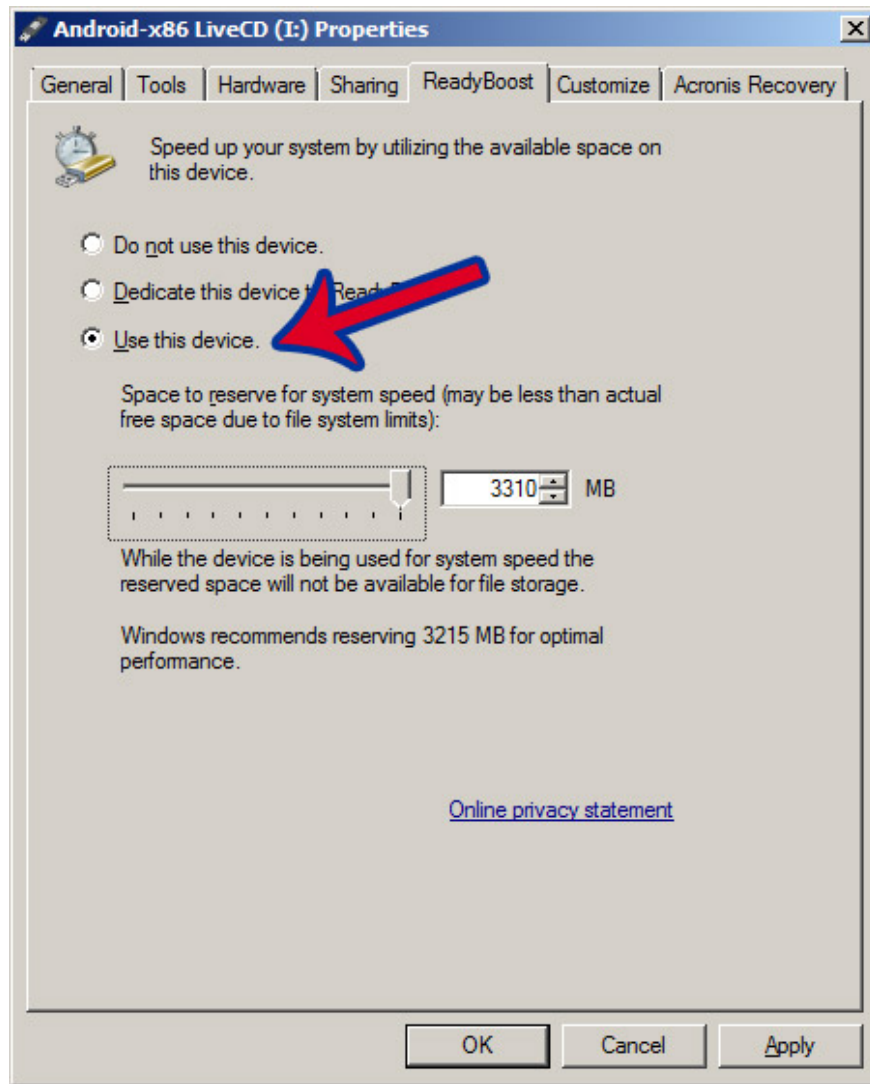 Android-x86 LiveCD (I:) Properties
General Tools Hardware Sharing ReadyBoost Customize Acronis Recovery
Speed up your system by utilizing the available space on
this device.
Do not use this device.
Dedicate this device
Use this device.
Space to reserve for system speed (may be less than actual
free space due to file system limits):
3310 MB
While the device is being used for system speed the
reserved space will not be available for file storage.
Windows recommends reserving 3215 MB for optimal
performance.
Online privacy statement
OK Cancel Apply